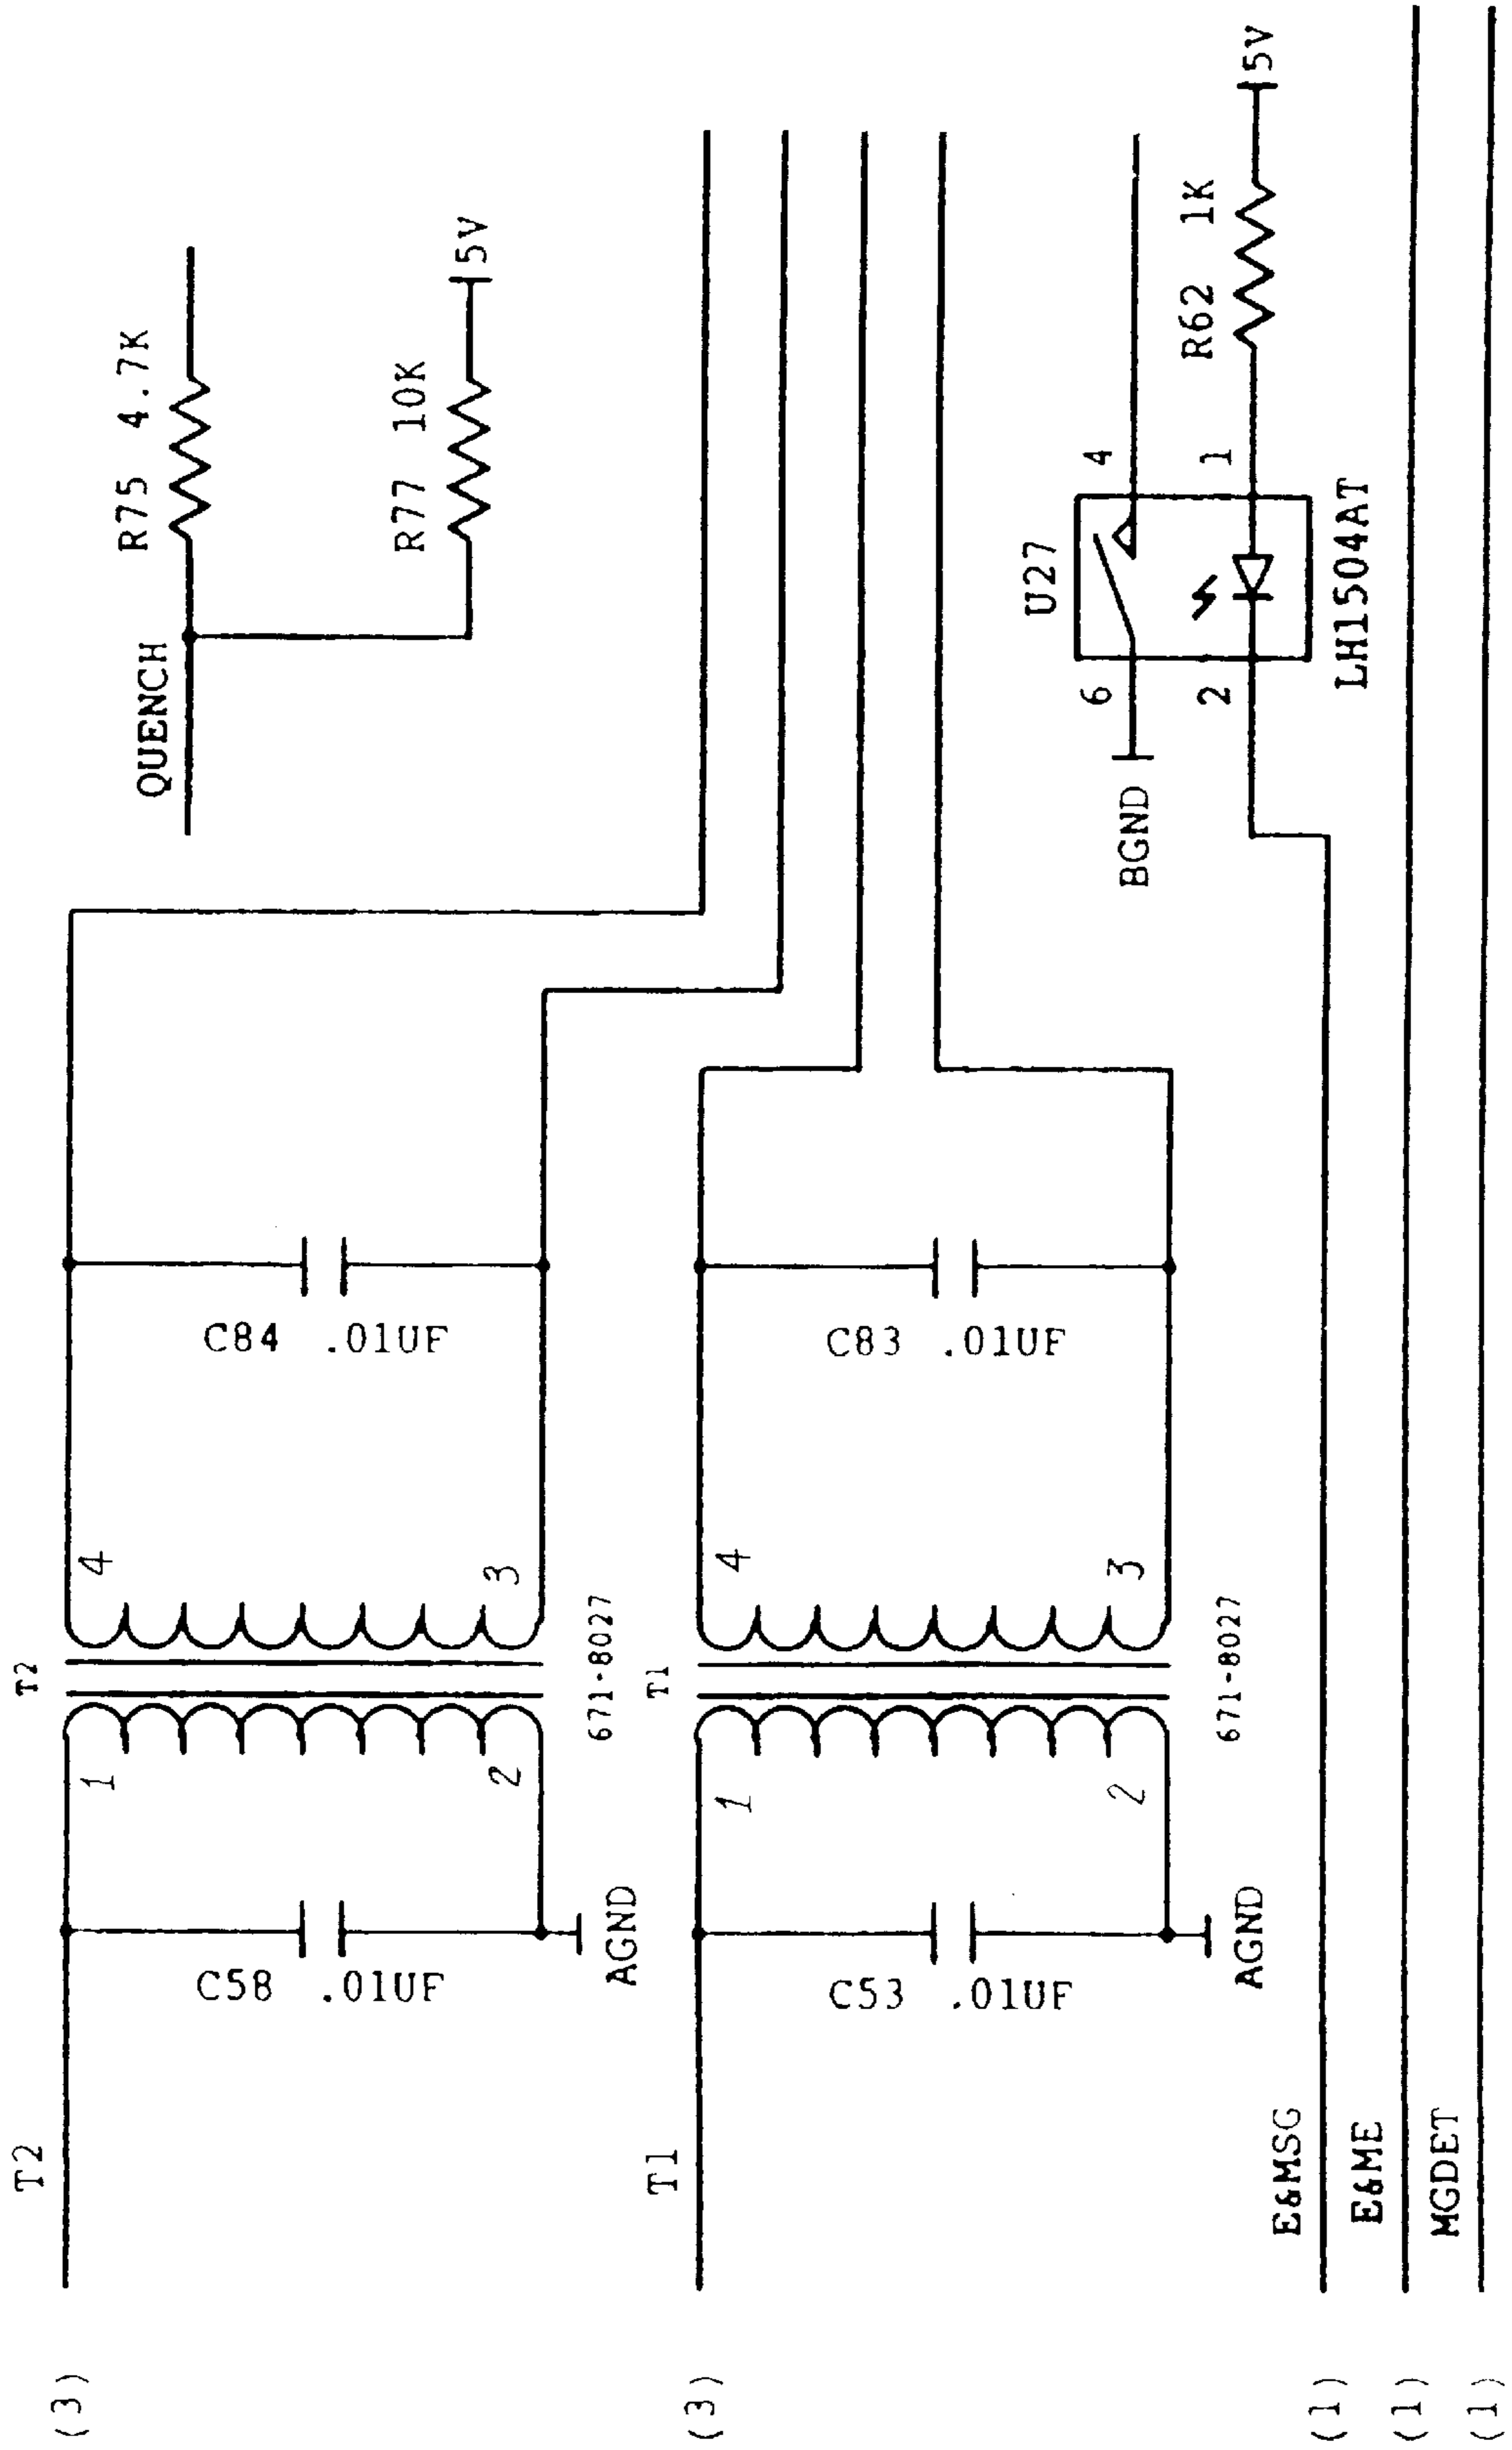 (3)
T2
C58 .01UF
AGND
1
2
T2
671-8027
4
3
C84 .01UF
QUENCH
R75 4.7K
R77 10K
5V
(3)
T1
C53 .01UF
AGND
1
2
T1
671-8027
4
3
C83 .01UF
BGND
6
2
U27
4
1
LH1504AT
R62 1K
5V
(1)
E&MSG
(1)
E&ME
(1)
MGDET